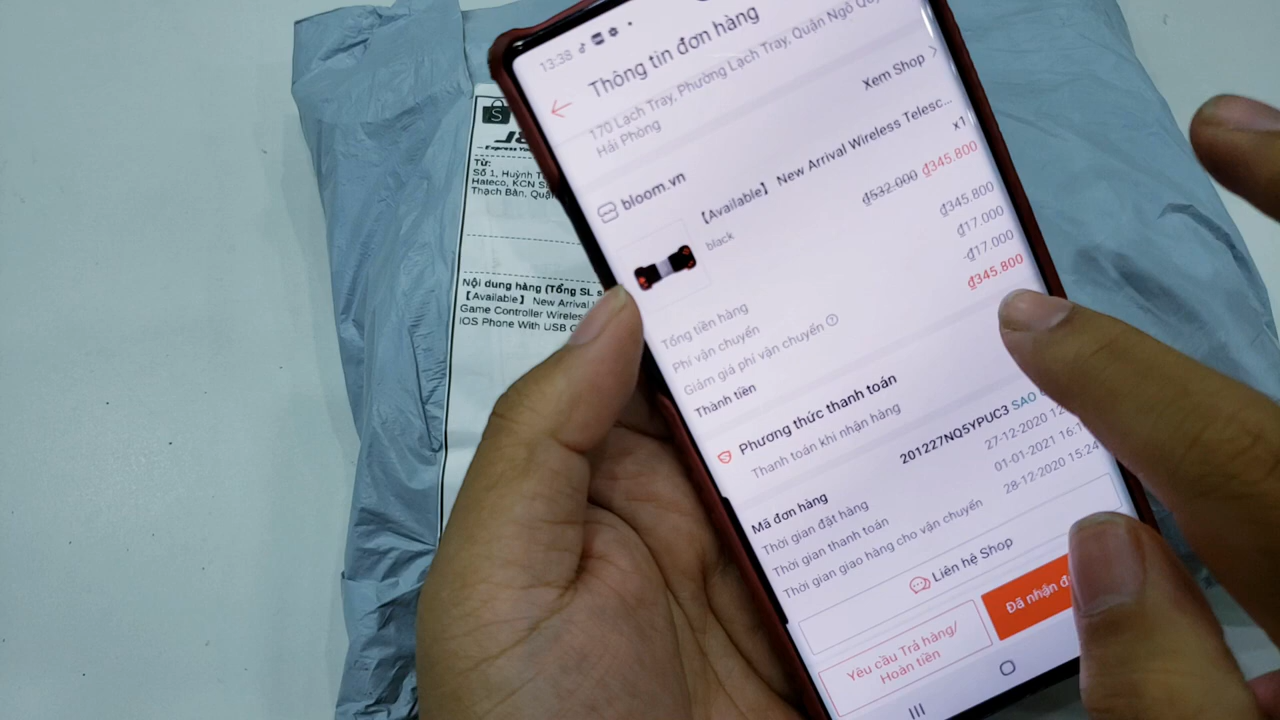 13:38
Thông tin đơn hàng
170 Lạch Tray, Phường Lạch Tray, Quận Ngô
Hải Phòng
bloom.vn
Xem Shop
【Available】 New Arrival Wireless Telesc...
black
x1
₫532.000 ₫345.800
Tổng tiền hàng ₫345.800
Phí vận chuyển ₫17.000
Giảm giá phí vận chuyển -₫17.000
Thành tiền ₫345.800
Phương thức thanh toán
Thanh toán khi nhận hàng
Mã đơn hàng 201227NQ5YPUC3 SAO
Thời gian đặt hàng 27-12-2020
Thời gian thanh toán 01-01-2021
Thời gian giao hàng cho vận chuyển 28-12-2020 15:24
Liên hệ Shop
Yêu cầu Trả hàng/
Hoàn tiền
Đã nhận
S
J&
Express
Từ:
Số 1, Huỳnh
Hateco, KCN
Thạch Bàn,
Nội dung hàng (Tổng SL
【Available】 New Arrival
Game Controller
IOS Phone With USB